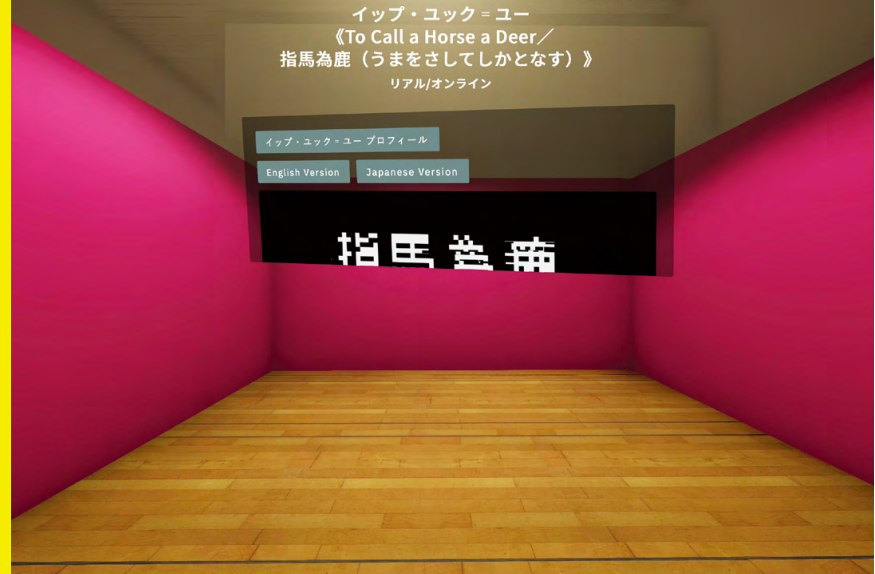 イップ・ユック＝ユー
《To Call a Horse a Deer／
指馬為鹿（うまをさしてしかとなす）》
リアル/オンライン
イップ・ユック＝ユー プロフィール
English Version Japanese Version
指馬為鹿